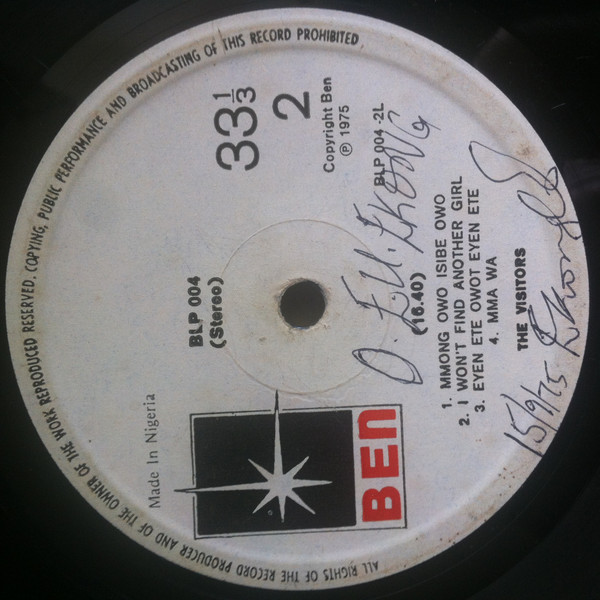 ALL RIGHTS OF THE RECORD PRODUCER AND OF THE OWNER OF THE WORK REPRODUCED RESERVED, COPYING, PUBLIC PERFORMANCE AND BROADCASTING OF THIS RECORD PROHIBITED
Made In Nigeria
BEN
BLP 004
(Stereo)
33 1/3
2
Copyright Ben
℗ 1975
BLP 004-2L
O. E.U. EKONG
(16.40)
1. MMONG OWO ISIBE OWO
2. I WON'T FIND ANOTHER GIRL
3. EYEN ETE OWOT EYEN ETE
4. MMA WA
THE VISITORS
15/9/75